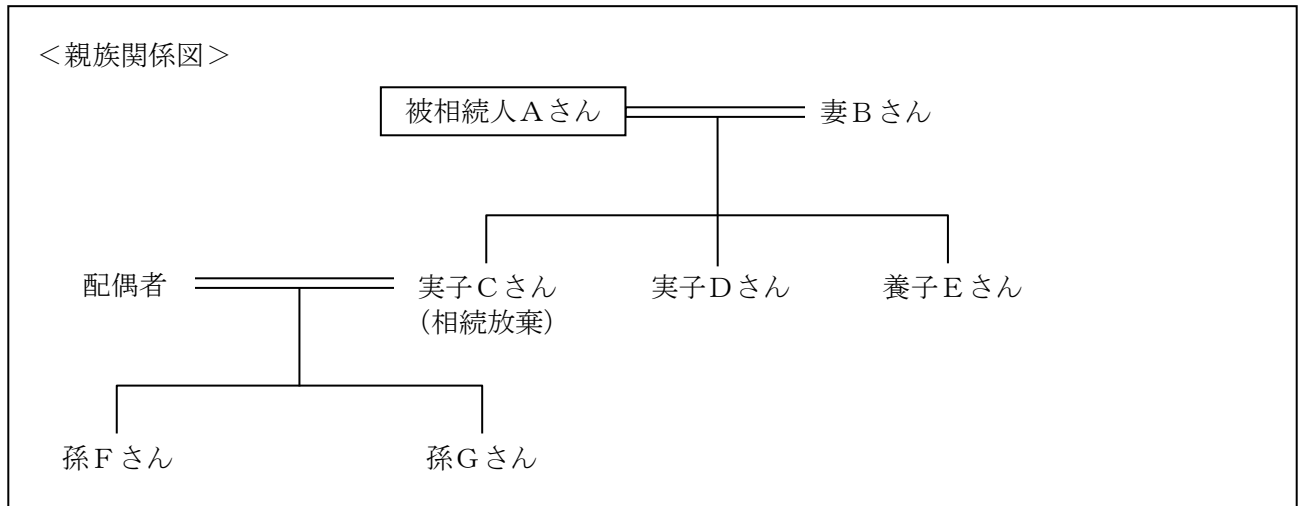 ＜親族関係図＞
被相続人Ａさん 妻Ｂさん
配偶者 実子Ｃさん 実子Ｄさん 養子Ｅさん
（相続放棄）
孫Ｆさん 孫Ｇさん